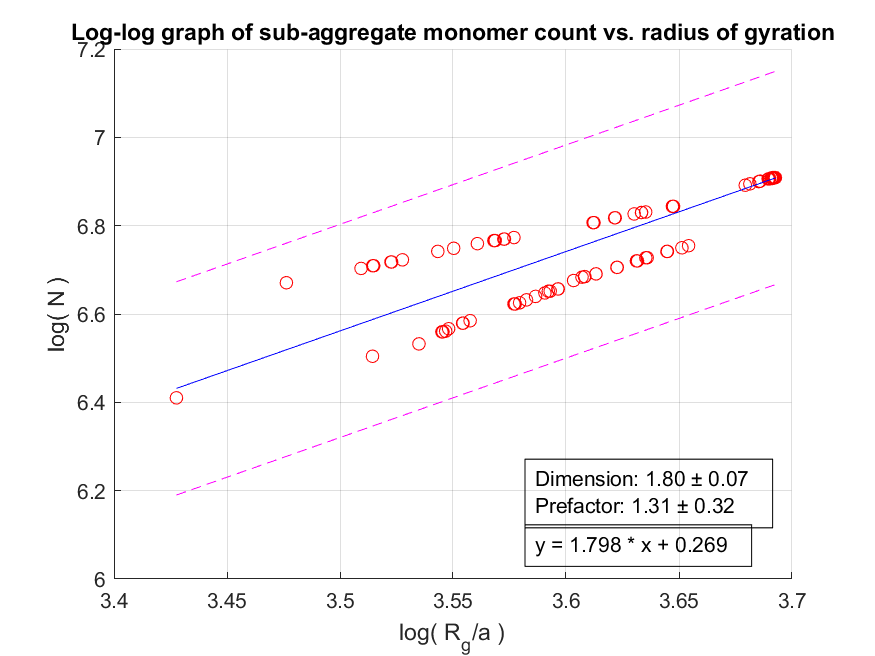 Log-log graph of sub-aggregate monomer count vs. radius of gyration
7.2
7
6.8
6.6
6.4
6.2
6
log( N )
Dimension: 1.80 ± 0.07
Prefactor: 1.31 ± 0.32
y = 1.798 * x + 0.269
3.4 3.45 3.5 3.55 3.6 3.65 3.7
log( R_g/a )